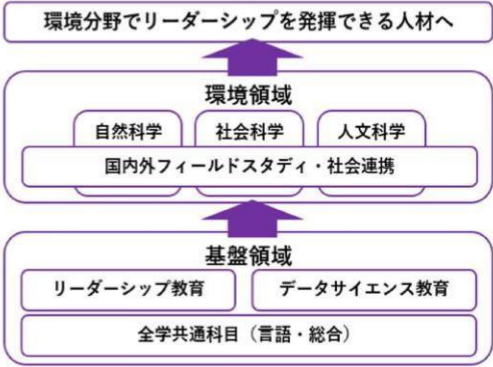 環境分野でリーダーシップを発揮できる人材へ
環境領域
自然科学 社会科学 人文科学
国内外フィールドスタディ・社会連携
基盤領域
リーダーシップ教育 データサイエンス教育
全学共通科目（言語・総合）